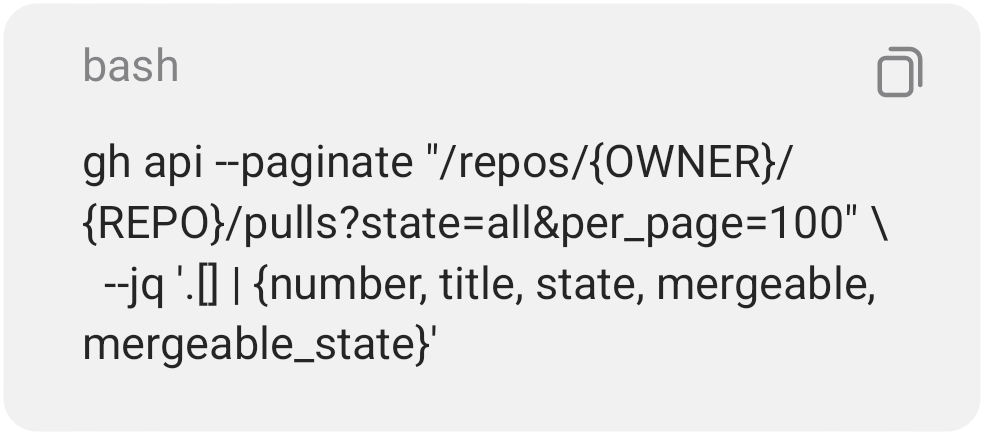 bash
gh api --paginate "/repos/{OWNER}/
{REPO}/pulls?state=all&per_page=100" \
  --jq '.[] | {number, title, state, mergeable,
mergeable_state}'